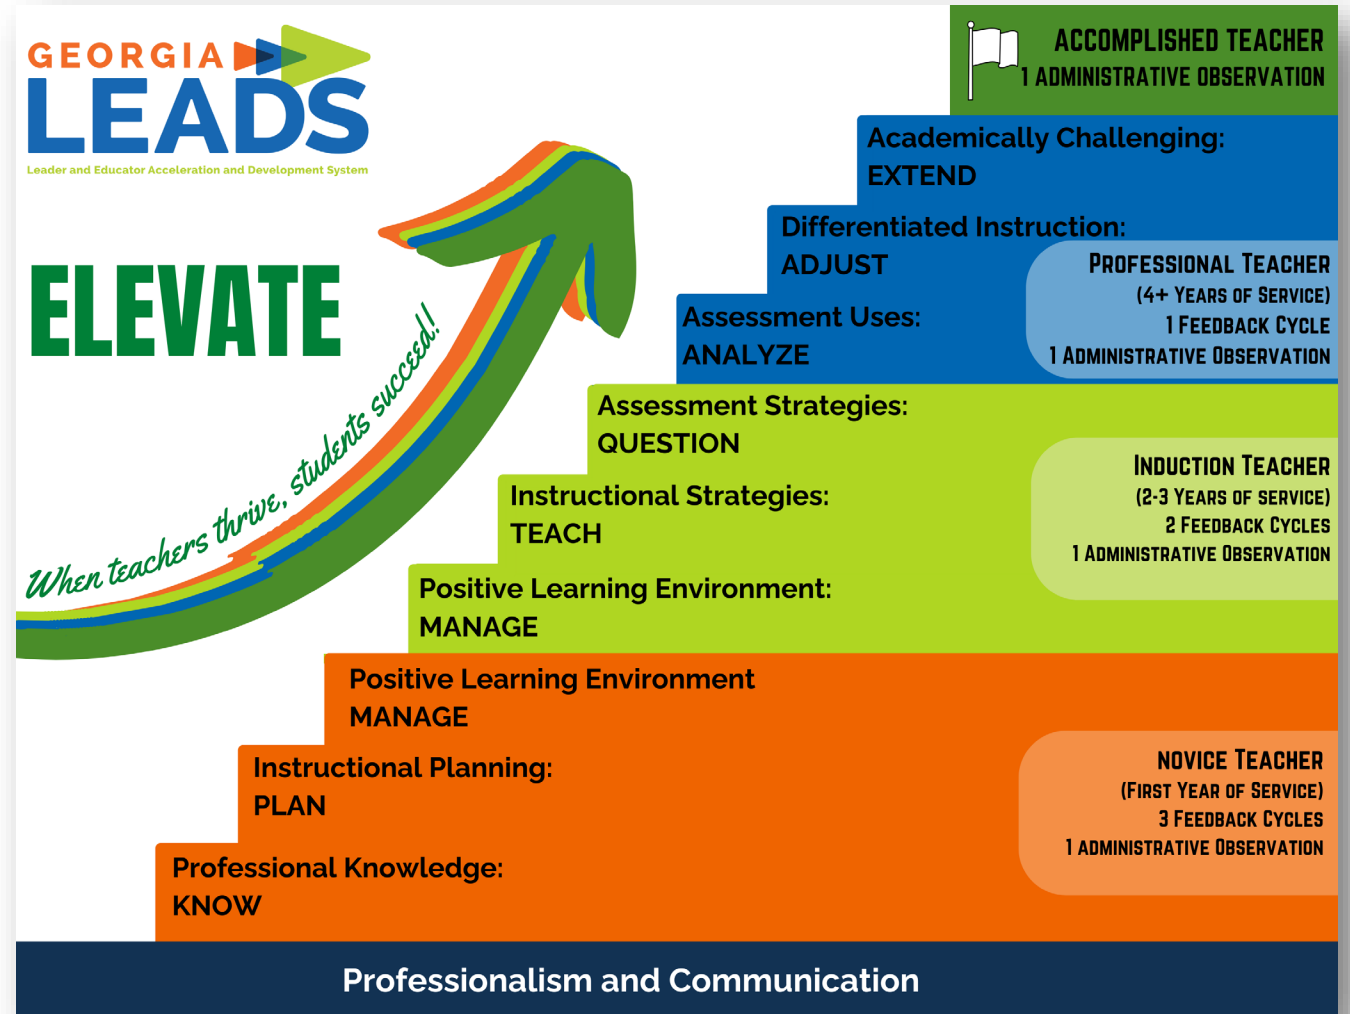 GEORGIA
LEADS
Leader and Educator Acceleration and Development System
ELEVATE
When teachers thrive, students succeed!
ACCOMPLISHED TEACHER
1 ADMINISTRATIVE OBSERVATION
Academically Challenging:
EXTEND
Differentiated Instruction:
ADJUST
Assessment Uses:
ANALYZE
PROFESSIONAL TEACHER
(4+ YEARS OF SERVICE)
1 FEEDBACK CYCLE
1 ADMINISTRATIVE OBSERVATION
Assessment Strategies:
QUESTION
Instructional Strategies:
TEACH
Positive Learning Environment:
MANAGE
INDUCTION TEACHER
(2-3 YEARS OF SERVICE)
2 FEEDBACK CYCLES
1 ADMINISTRATIVE OBSERVATION
Positive Learning Environment
MANAGE
Instructional Planning:
PLAN
Professional Knowledge:
KNOW
NOVICE TEACHER
(FIRST YEAR OF SERVICE)
3 FEEDBACK CYCLES
1 ADMINISTRATIVE OBSERVATION
Professionalism and Communication